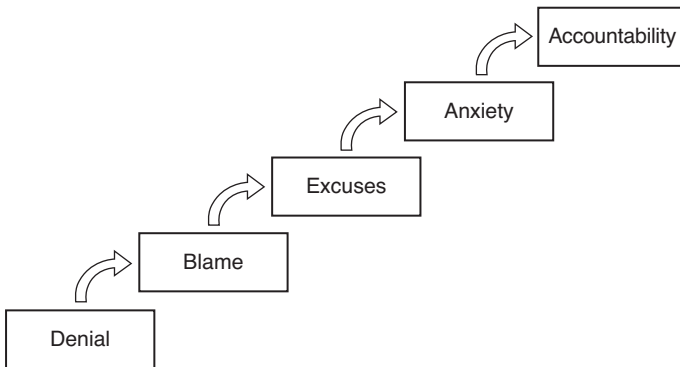 Accountability
Anxiety
Excuses
Blame
Denial